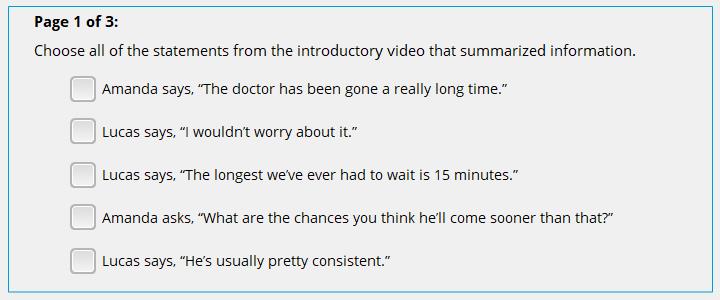 Page 1 of 3:
Choose all of the statements from the introductory video that summarized information.
Amanda says, “The doctor has been gone a really long time.”
Lucas says, “I wouldn’t worry about it.”
Lucas says, “The longest we’ve ever had to wait is 15 minutes.”
Amanda asks, “What are the chances you think he’ll come sooner than that?”
Lucas says, “He’s usually pretty consistent.”